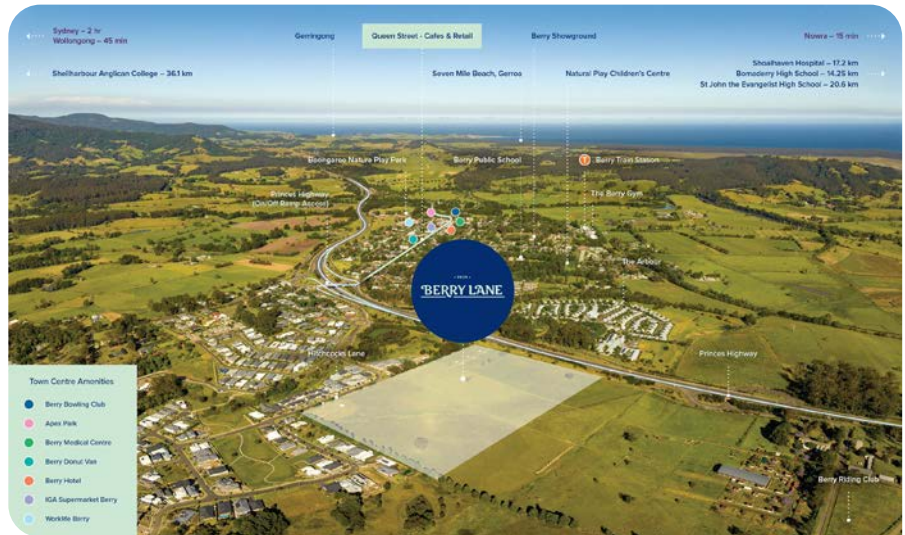 Sydney – 2 hr
Wollongong – 45 min
Gerringong
Queen Street - Cafes & Retail
Berry Showground
Nowra – 15 min
Shellharbour Anglican College – 36.1 km
Seven Mile Beach, Gerroa
Natural Play Children's Centre
Shoalhaven Hospital – 17.2 km
Bomaderry High School – 14.25 km
St John the Evangelist High School – 20.6 km
Boongaree Nature Play Park
Berry Public School
T
Berry Train Station
Princes Highway
(On/Off Ramp Access)
The Berry Gym
The Arbour
BERRY LANE
Hitchcocks Lane
Princes Highway
Town Centre Amenities
Berry Bowling Club
Apex Park
Berry Medical Centre
Berry Donut Van
Berry Hotel
IGA Supermarket Berry
WorkMe Berry
Berry Riding Club